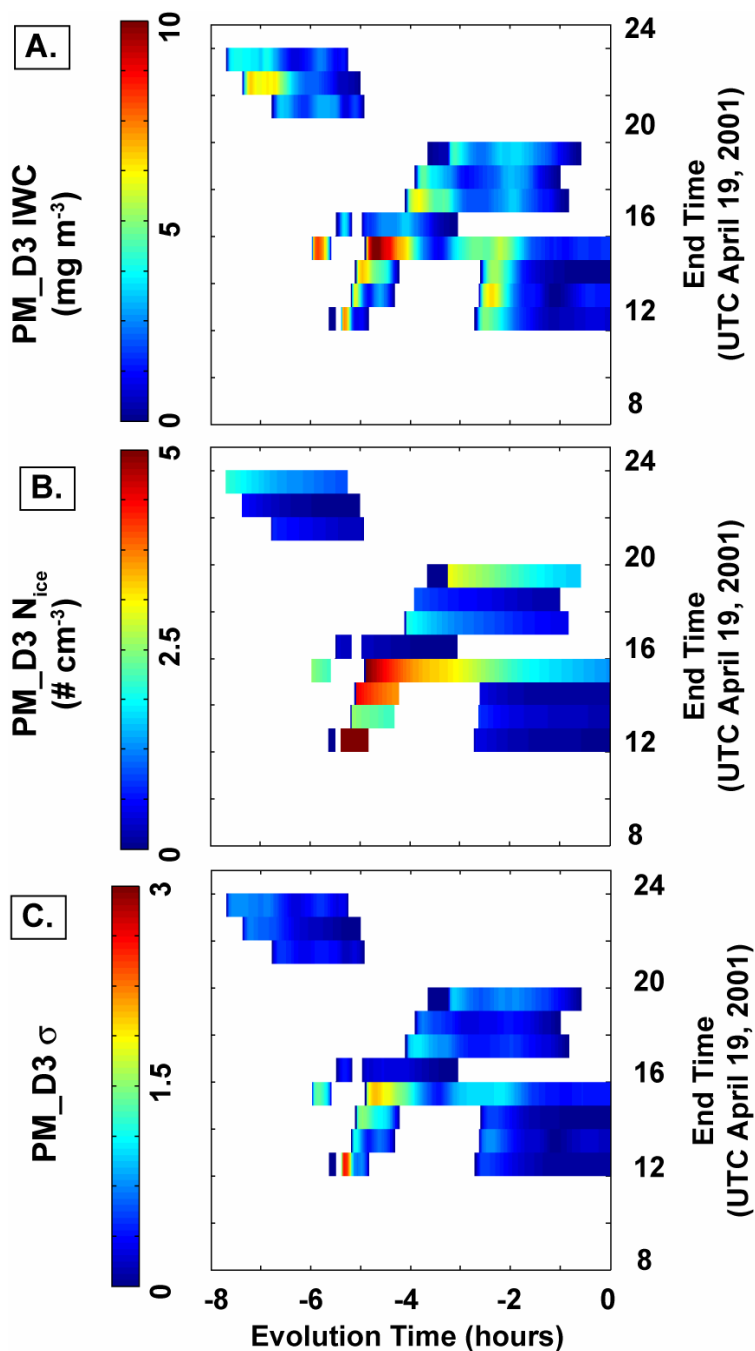 A.
PM_D3 IWC
(mg m⁻³)
0 5 10
24
20
16
12
8
End Time
(UTC April 19, 2001)
B.
PM_D3 N_ice
(# cm⁻³)
0 2.5 5
24
20
16
12
8
End Time
(UTC April 19, 2001)
C.
PM_D3 σ
0 1.5 3
24
20
16
12
8
End Time
(UTC April 19, 2001)
-8 -6 -4 -2 0
Evolution Time (hours)